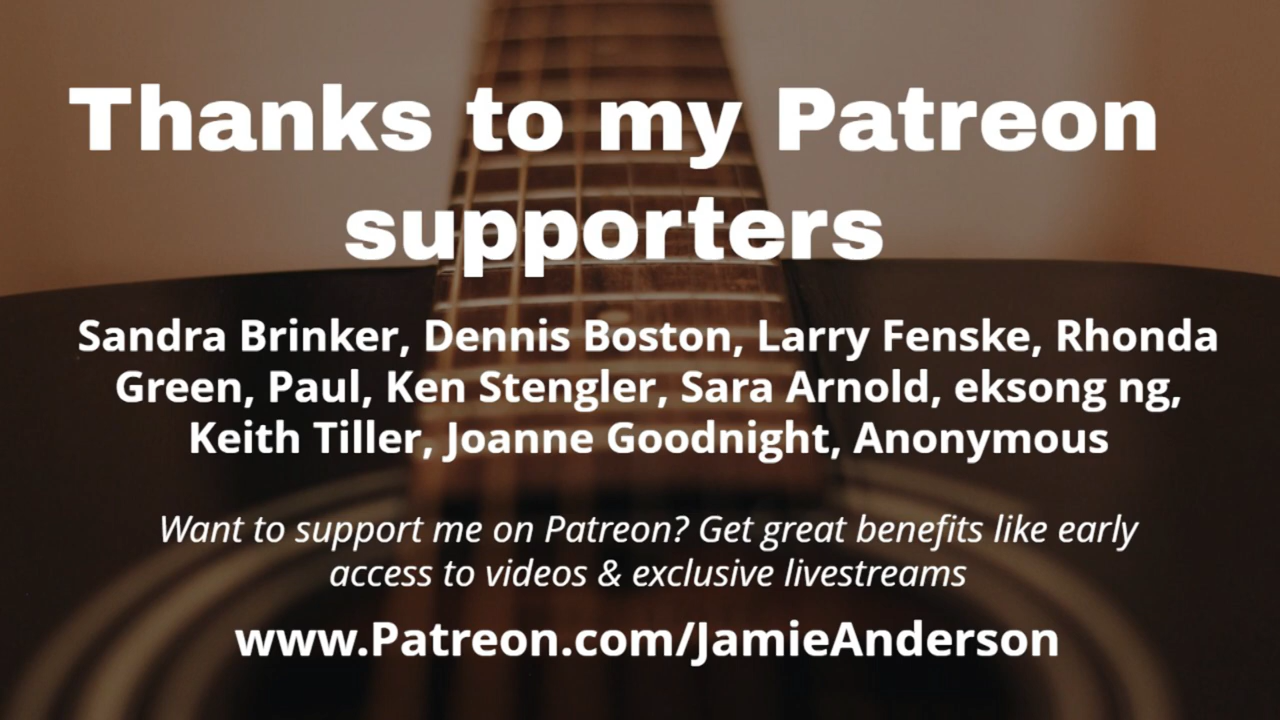 Thanks to my Patreon
supporters
Sandra Brinker, Dennis Boston, Larry Fenske, Rhonda
Green, Paul, Ken Stengler, Sara Arnold, eksong ng,
Keith Tiller, Joanne Goodnight, Anonymous
Want to support me on Patreon? Get great benefits like early
access to videos & exclusive livestreams
www.Patreon.com/JamieAnderson